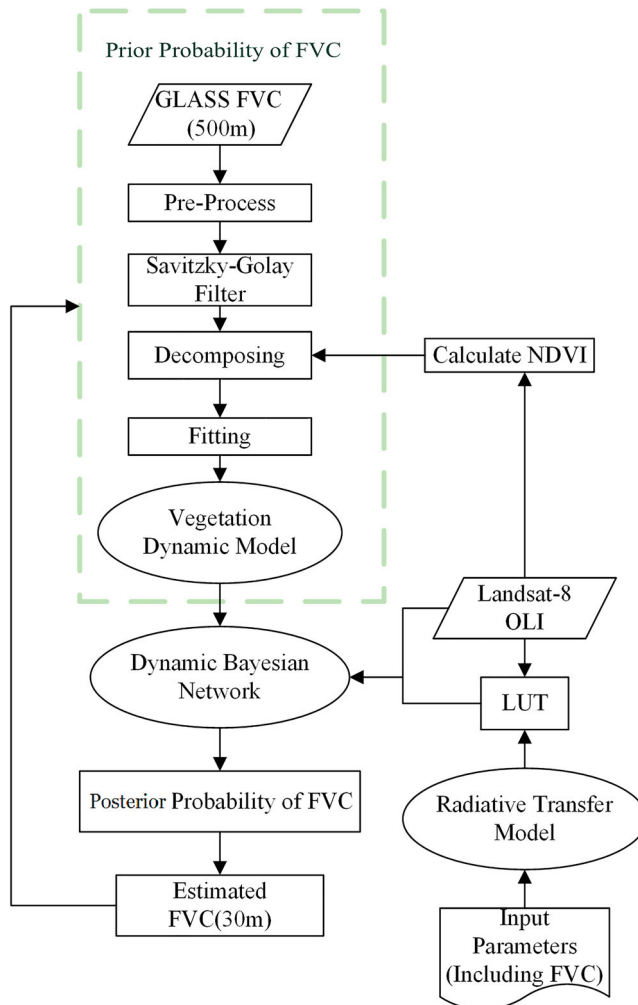 Prior Probability of FVC
GLASS FVC
(500m)
Pre-Process
Savitzky-Golay
Filter
Decomposing
Calculate NDVI
Fitting
Vegetation
Dynamic Model
Landsat-8
OLI
Dynamic Bayesian
Network
LUT
Posterior Probability of FVC
Radiative Transfer
Model
Estimated
FVC(30m)
Input
Parameters
(Including FVC)